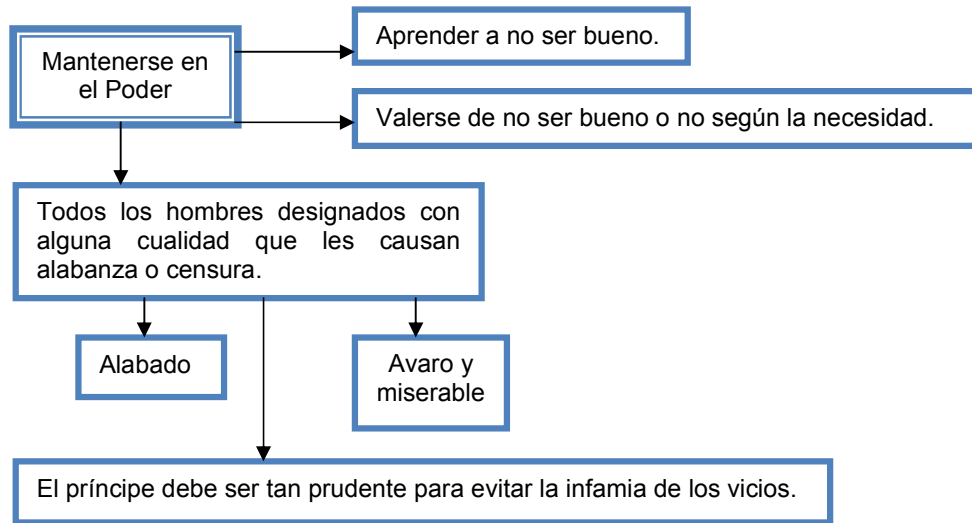 Mantenerse en
el Poder
Aprender a no ser bueno.
Valerse de no ser bueno o no según la necesidad.
Todos los hombres designados con
alguna cualidad que les causan
alabanza o censura.
Alabado
Avaro y
miserable
El príncipe debe ser tan prudente para evitar la infamia de los vicios.